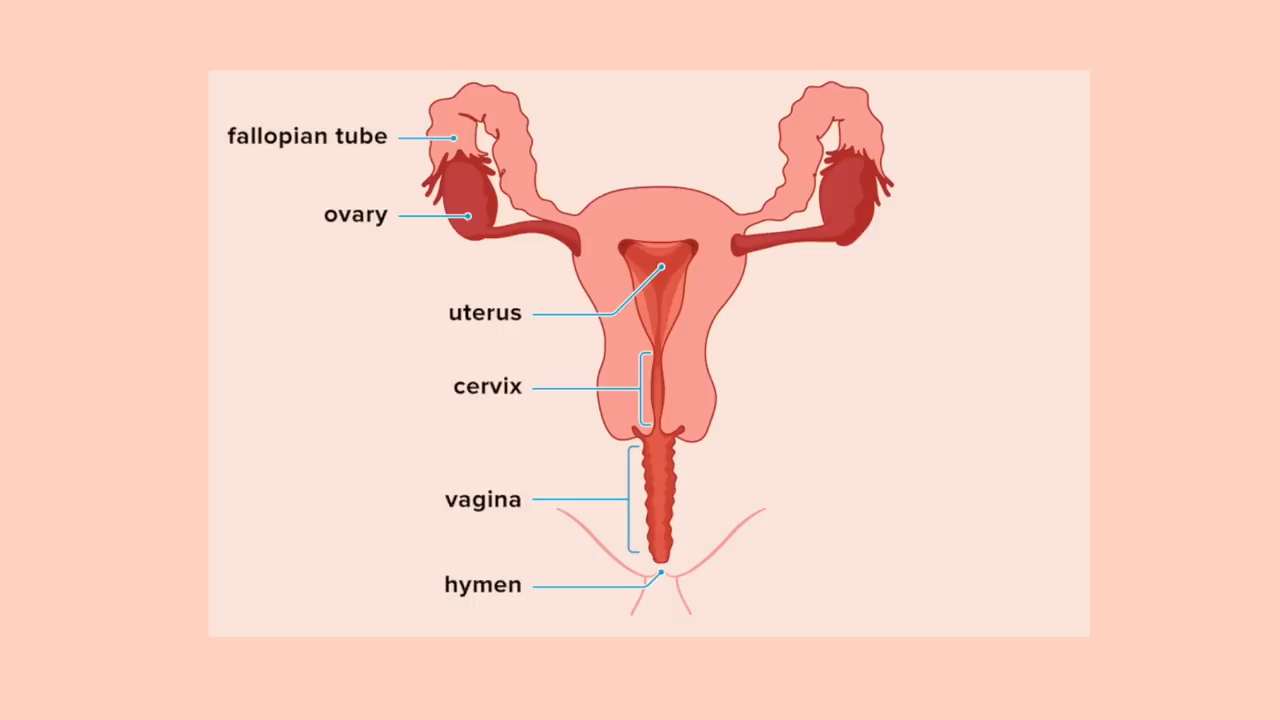 fallopian tube
ovary
uterus
cervix
vagina
hymen